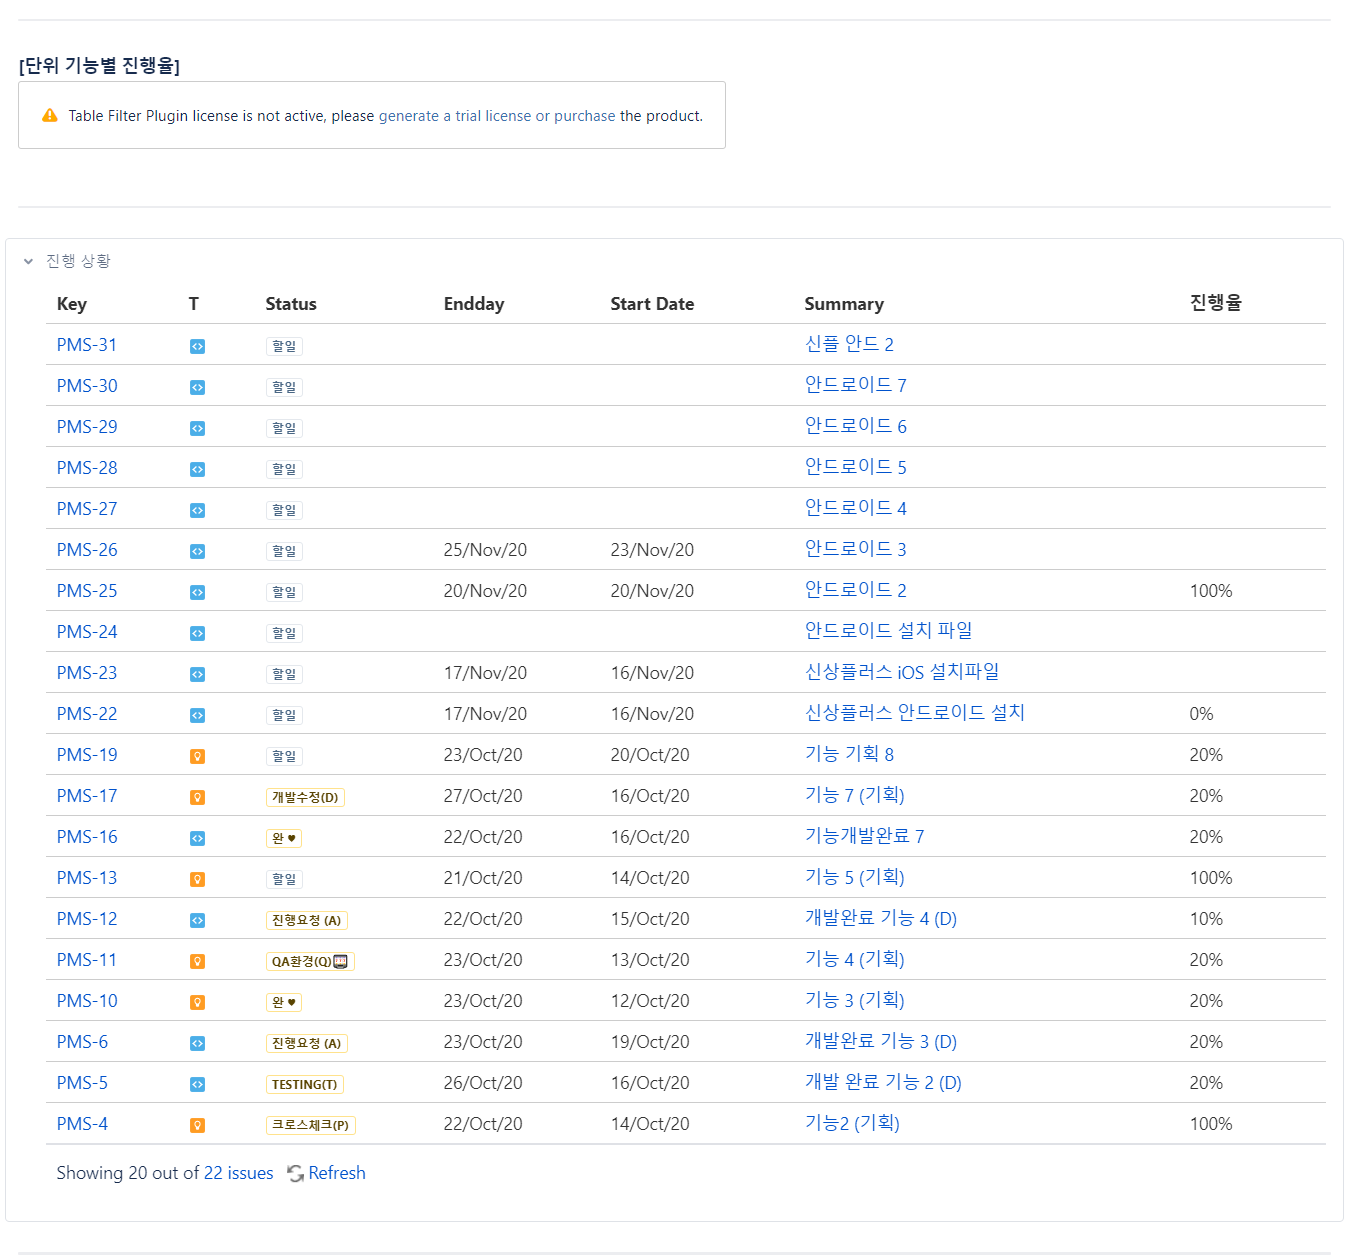 [단위 기능별 진행율]
Table Filter Plugin license is not active, please generate a trial license or purchase the product.
진행 상황
Key T Status Endday Start Date Summary 진행율
PMS-31 할일 신플 안드 2
PMS-30 할일 안드로이드 7
PMS-29 할일 안드로이드 6
PMS-28 할일 안드로이드 5
PMS-27 할일 안드로이드 4
PMS-26 할일 25/Nov/20 23/Nov/20 안드로이드 3
PMS-25 할일 20/Nov/20 20/Nov/20 안드로이드 2 100%
PMS-24 할일 안드로이드 설치 파일
PMS-23 할일 17/Nov/20 16/Nov/20 신상플러스 iOS 설치파일
PMS-22 할일 17/Nov/20 16/Nov/20 신상플러스 안드로이드 설치 0%
PMS-19 할일 23/Oct/20 20/Oct/20 기능 기획 8 20%
PMS-17 개발수정(D) 27/Oct/20 16/Oct/20 기능 7 (기획) 20%
PMS-16 완 ♥ 22/Oct/20 16/Oct/20 기능개발완료 7 20%
PMS-13 할일 21/Oct/20 14/Oct/20 기능 5 (기획) 100%
PMS-12 진행요청 (A) 22/Oct/20 15/Oct/20 개발완료 기능 4 (D) 10%
PMS-11 QA환경(Q) 23/Oct/20 13/Oct/20 기능 4 (기획) 20%
PMS-10 완 ♥ 23/Oct/20 12/Oct/20 기능 3 (기획) 20%
PMS-6 진행요청 (A) 23/Oct/20 19/Oct/20 개발완료 기능 3 (D) 20%
PMS-5 TESTING(T) 26/Oct/20 16/Oct/20 개발 완료 기능 2 (D) 20%
PMS-4 크로스체크(P) 22/Oct/20 14/Oct/20 기능2 (기획) 100%
Showing 20 out of 22 issues Refresh